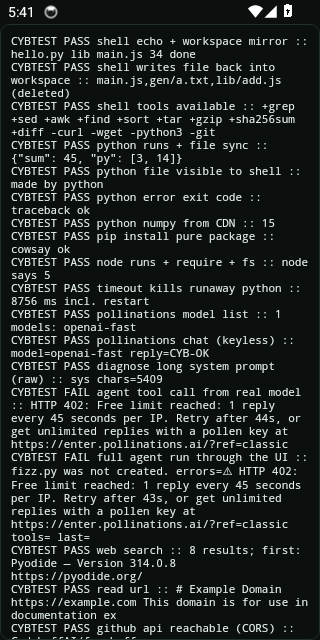 5:41
CYBTEST PASS shell echo + workspace mirror ::
hello.py lib main.js 34 done
CYBTEST PASS shell writes file back into
workspace :: main.js,gen/a.txt,lib/add.js
(deleted)
CYBTEST PASS shell tools available :: +grep
+sed +awk +find +sort +tar +gzip +sha256sum
+diff -curl -wget -python3 -git
CYBTEST PASS python runs + file sync ::
{"sum": 45, "py": [3, 14]}
CYBTEST PASS python file visible to shell ::
made by python
CYBTEST PASS python error exit code ::
traceback ok
CYBTEST PASS python numpy from CDN :: 15
CYBTEST PASS pip install pure package ::
cowsay ok
CYBTEST PASS node runs + require + fs :: node
says 5
CYBTEST PASS timeout kills runaway python ::
8756 ms incl. restart
CYBTEST PASS pollinations model list :: 1
models: openai-fast
CYBTEST PASS pollinations chat (keyless) ::
model=openai-fast reply=CYB-OK
CYBTEST PASS diagnose long system prompt
(raw) :: sys chars=5409
CYBTEST FAIL agent tool call from real model
:: HTTP 402: Free limit reached: 1 reply
every 45 seconds per IP. Retry after 44s, or
get unlimited replies with a pollen key at
https://enter.pollinations.ai/?ref=classic
CYBTEST FAIL full agent run through the UI ::
fizz.py was not created. errors=⚠ HTTP 402:
Free limit reached: 1 reply every 45 seconds
per IP. Retry after 43s, or get unlimited
replies with a pollen key at
https://enter.pollinations.ai/?ref=classic
tools= last=
CYBTEST PASS web search :: 8 results; first:
Pyodide — Version 314.0.8
https://pyodide.org/
CYBTEST PASS read url :: # Example Domain
https://example.com This domain is for use in
documentation ex
CYBTEST PASS github api reachable (CORS) ::